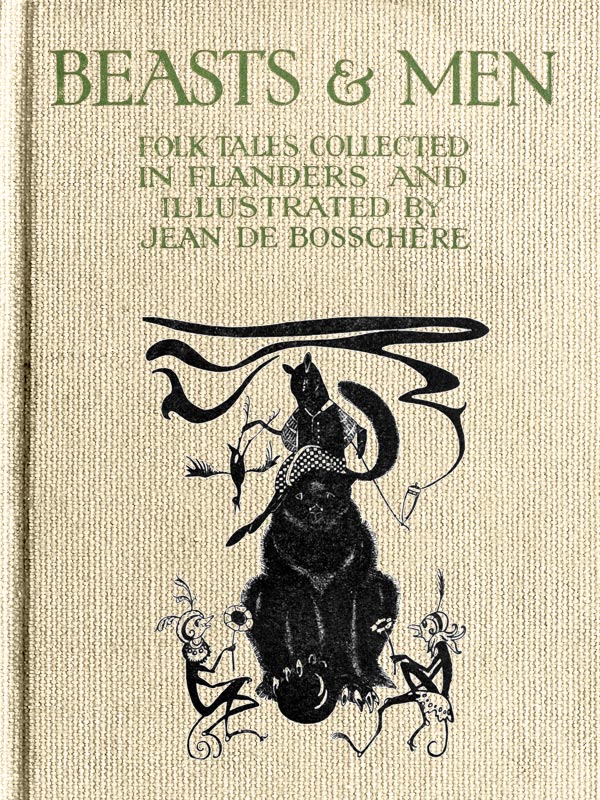 BEASTS & MEN
FOLK TALES COLLECTED
IN FLANDERS AND
ILLUSTRATED BY
JEAN DE BOSSCHÈRE